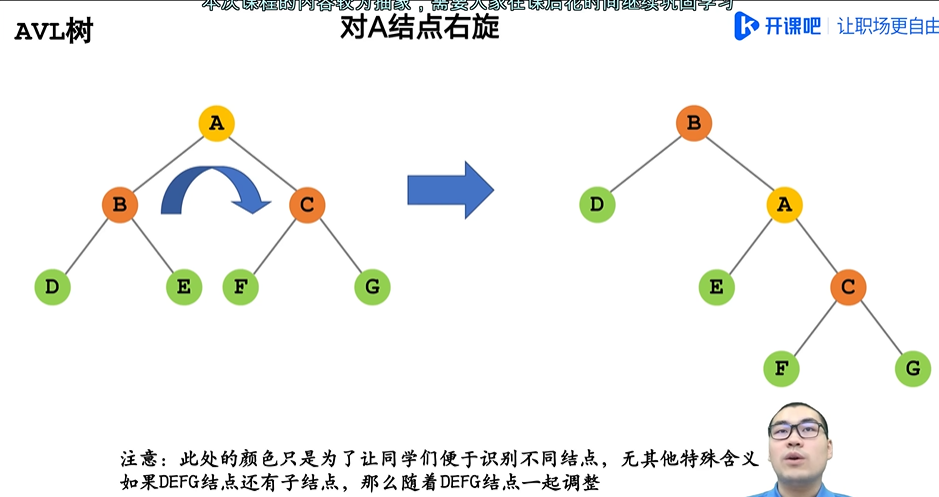 本次课程的内容较为抽象，需要大家在课后花时间继续巩固学习
AVL树
对A结点右旋
开课吧
让职场更自由
A
B
C
D
E
F
G
B
D
A
E
C
F
G
注意：此处的颜色只是为了让同学们便于识别不同结点，无其他特殊含义
如果DEFG结点还有子结点，那么随着DEFG结点一起调整